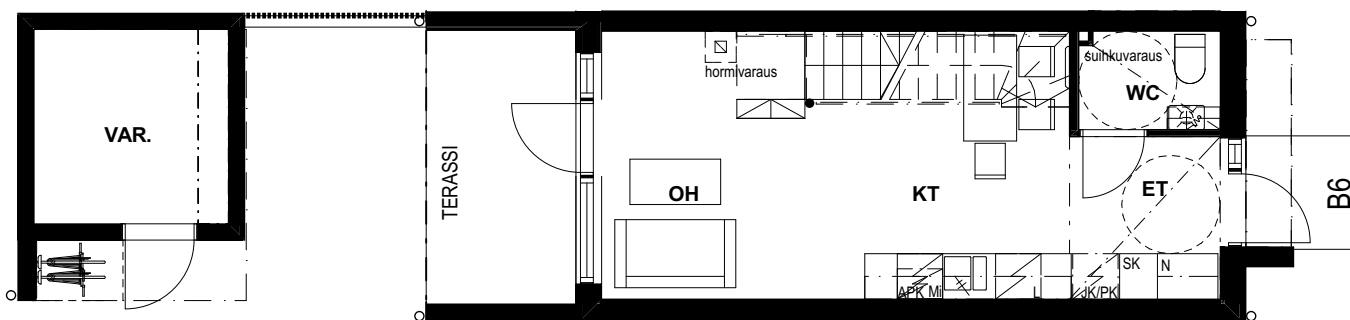 hormivaraus
suihkuvaraus
WC
VAR.
TERASSI
OH
KT
ET
B6
SK
N
APK Mi
L
JK/PK